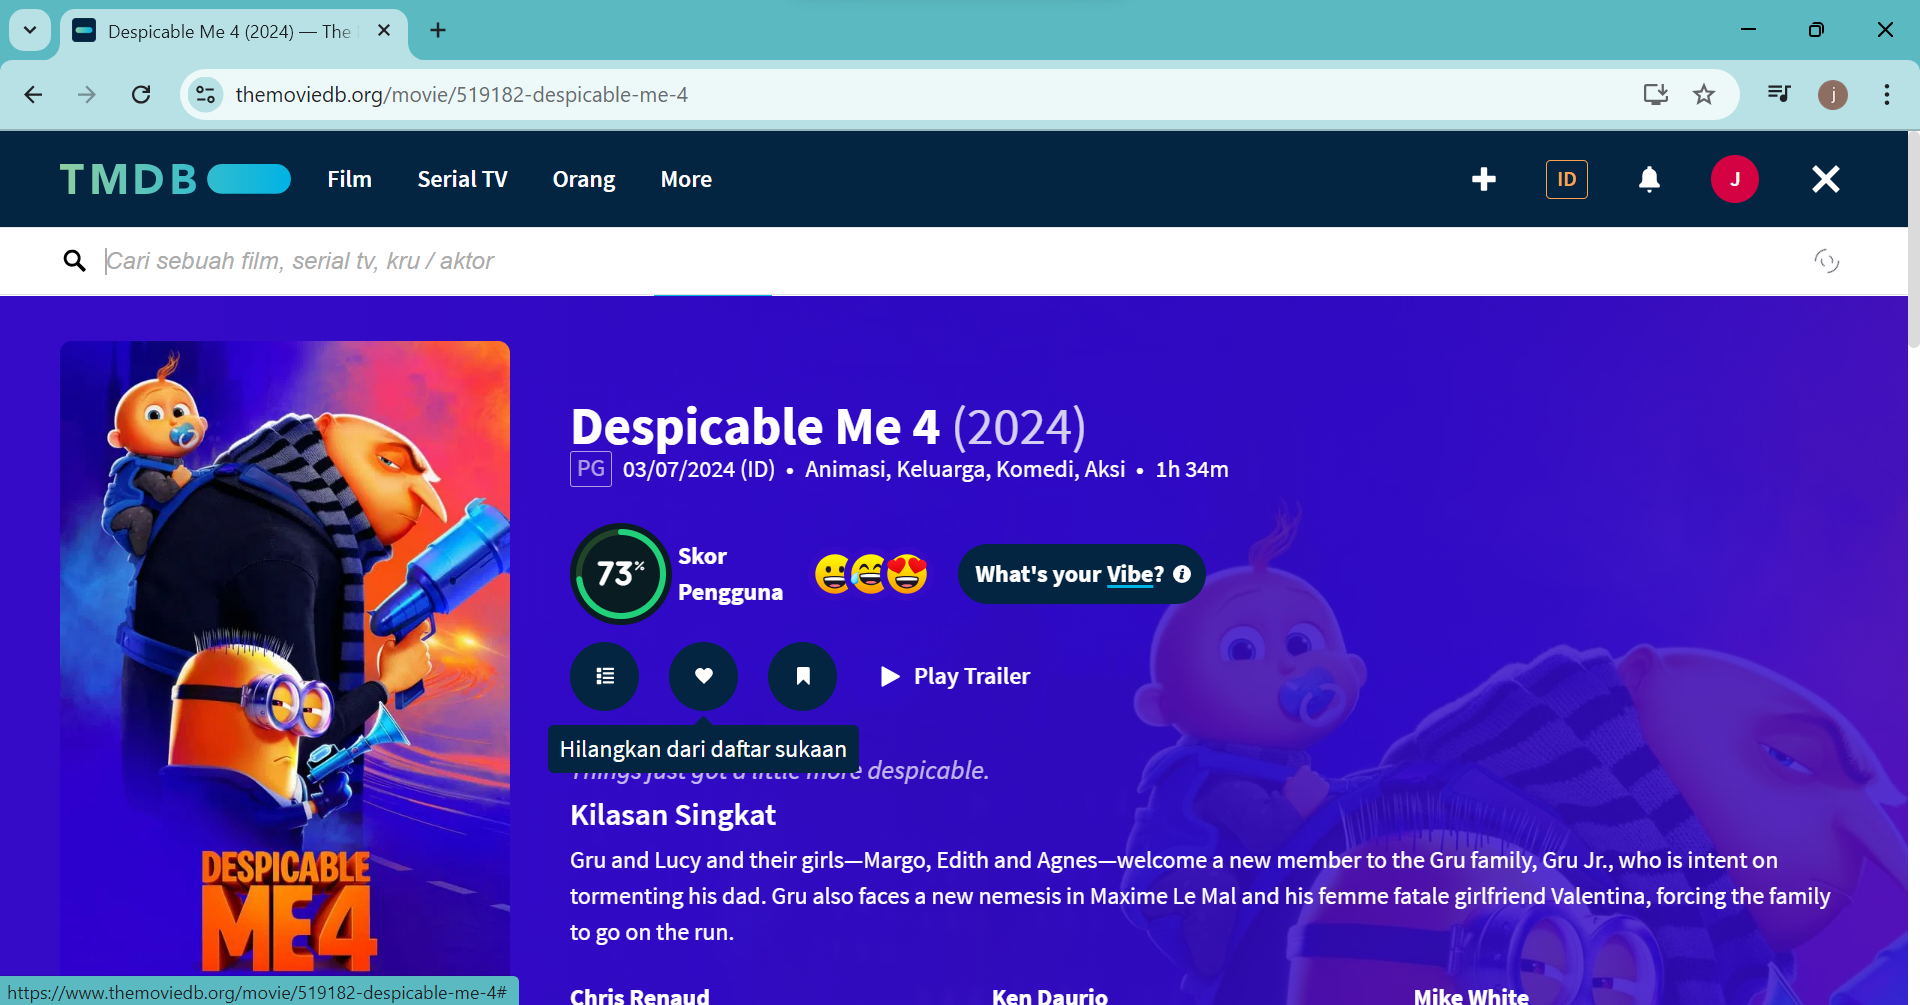 Despicable Me 4 (2024) — The
themoviedb.org/movie/519182-despicable-me-4
j
TMDB
Film
Serial TV
Orang
More
ID
J
Cari sebuah film, serial tv, kru / aktor
Despicable Me 4 (2024)
PG 03/07/2024 (ID) • Animasi, Keluarga, Komedi, Aksi • 1h 34m
73%
Skor
Pengguna
What's your Vibe?
Play Trailer
Hilangkan dari daftar sukaan
Things just got a little more despicable.
Kilasan Singkat
Gru and Lucy and their girls—Margo, Edith and Agnes—welcome a new member to the Gru family, Gru Jr., who is intent on
tormenting his dad. Gru also faces a new nemesis in Maxime Le Mal and his femme fatale girlfriend Valentina, forcing the family
to go on the run.
Chris Renaud
Ken Daurio
Mike White
DESPICABLE
ME4
https://www.themoviedb.org/movie/519182-despicable-me-4#